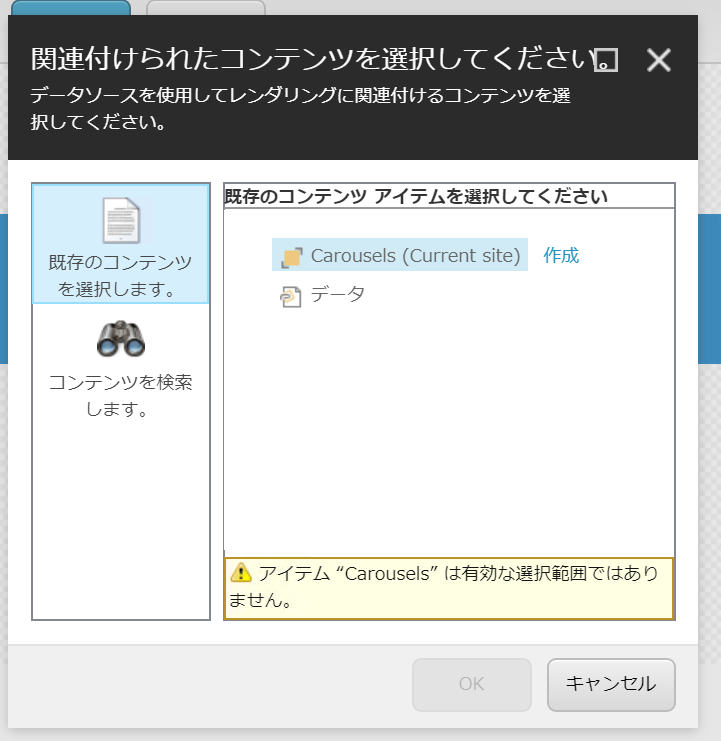 関連付けられたコンテンツを選択してください。
データソースを使用してレンダリングに関連付けるコンテンツを選
択してください。
既存のコンテンツ
を選択します。
コンテンツを検索
します。
既存のコンテンツ アイテムを選択してください
Carousels (Current site) 作成
データ
アイテム “Carousels” は有効な選択範囲ではあり
ません。
OK キャンセル